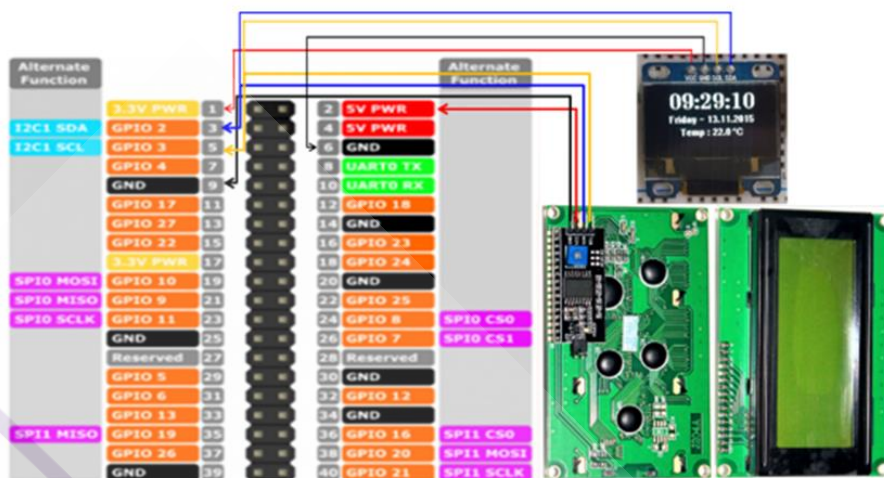 Alternate
Function
Alternate
Function
3.3V PWR 1 2 5V PWR
I2C1 SDA GPIO 2 3 4 5V PWR
I2C1 SCL GPIO 3 5 6 GND
GPIO 4 7 8 UART0 TX
GND 9 10 UART0 RX
GPIO 17 11 12 GPIO 18
GPIO 27 13 14 GND
GPIO 22 15 16 GPIO 23
3.3V PWR 17 18 GPIO 24
SPI0 MOSI GPIO 10 19 20 GND
SPI0 MISO GPIO 9 21 22 GPIO 25
SPI0 SCLK GPIO 11 23 24 GPIO 8 SPI0 CS0
GND 25 26 GPIO 7 SPI0 CS1
Reserved 27 28 Reserved
GPIO 5 29 30 GND
GPIO 6 31 32 GPIO 12
GPIO 13 33 34 GND
SPI1 MISO GPIO 19 35 36 GPIO 16 SPI1 CS0
GPIO 26 37 38 GPIO 20 SPI1 MOSI
GND 39 40 GPIO 21 SPI1 SCLK
VCC GND SCL SDA
09:29:10
Friday - 13.11.2015
Temp : 22.0 °C